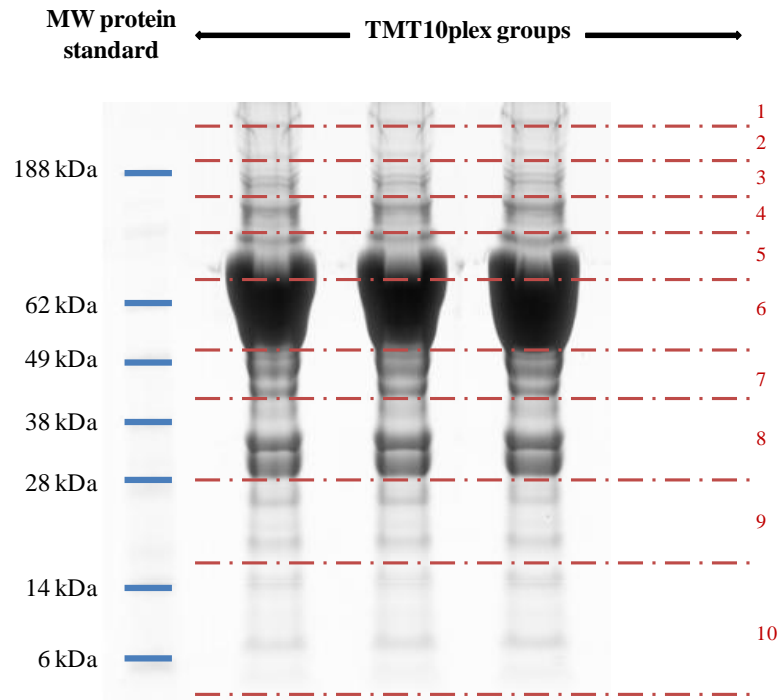 MW protein
standard
TMT10plex groups
1
2
188 kDa
3
4
5
62 kDa
6
49 kDa
7
38 kDa
8
28 kDa
9
14 kDa
10
6 kDa